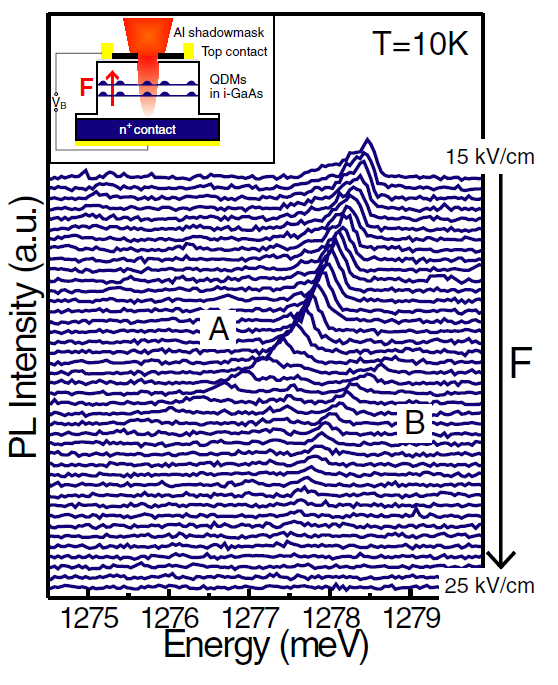 Al shadowmask
Top contact
T=10K
QDMs
in i-GaAs
F
VB
n+ contact
15 kV/cm
PL Intensity (a.u.)
A
F
B
25 kV/cm
1275 1276 1277 1278 1279
Energy (meV)